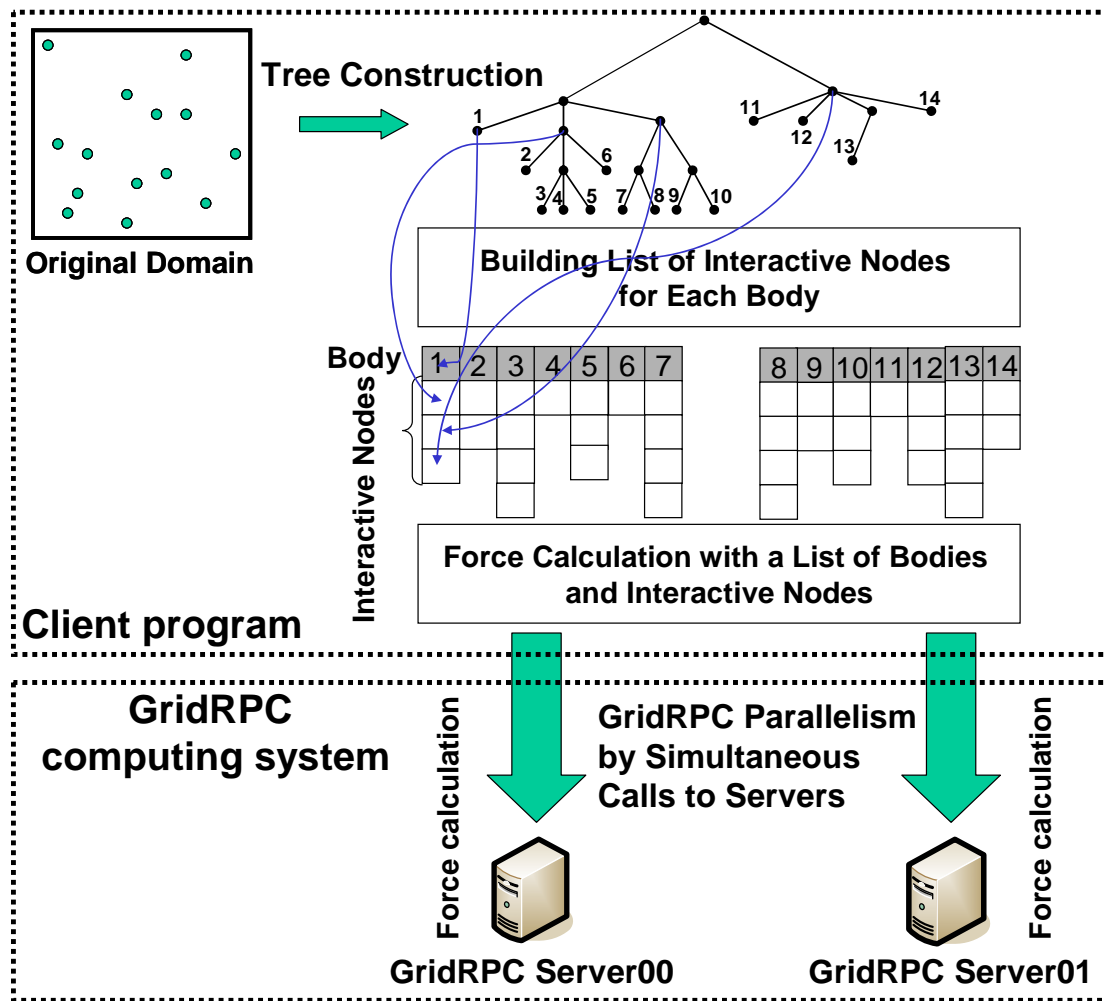 Tree Construction
Original Domain
1
2
6
3
4
5
7
8
9
10
11
12
13
14
Building List of Interactive Nodes
for Each Body
Body
1 2 3 4 5 6 7
8 9 10 11 12 13 14
Interactive Nodes
Force Calculation with a List of Bodies
and Interactive Nodes
Client program
GridRPC
computing system
Force calculation
GridRPC Parallelism
by Simultaneous
Calls to Servers
Force calculation
GridRPC Server00
GridRPC Server01